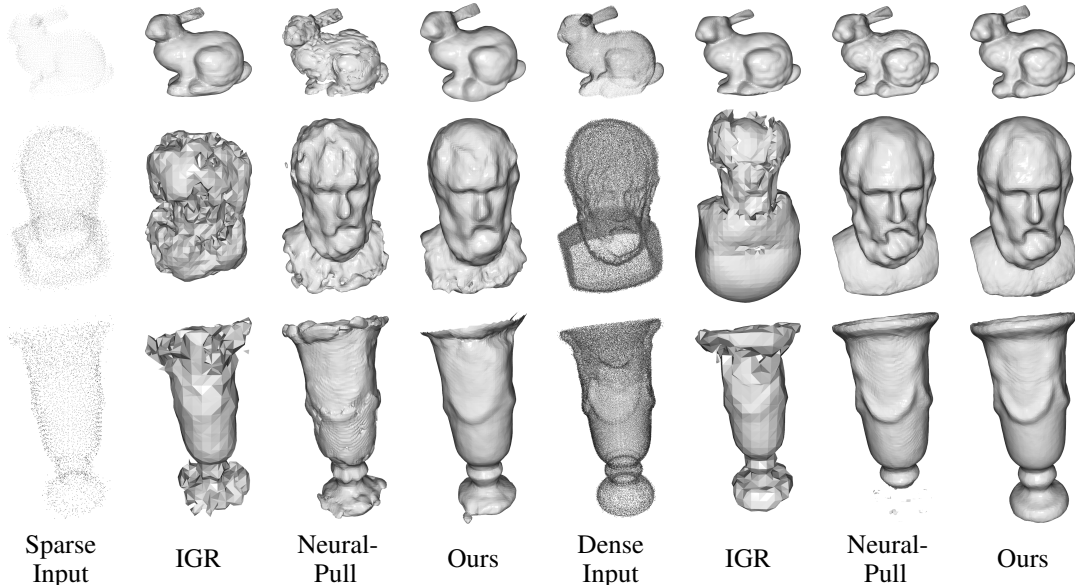 Sparse
Input
IGR
Neural-
Pull
Ours
Dense
Input
IGR
Neural-
Pull
Ours